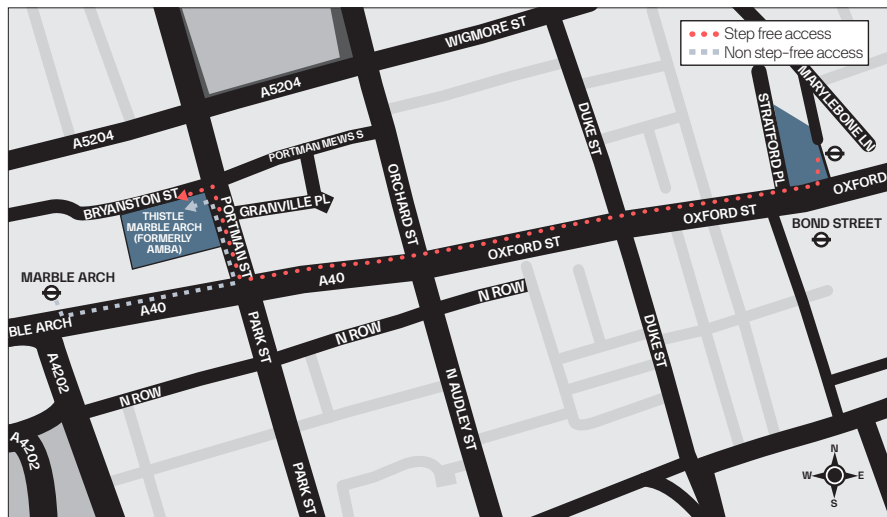 WIGMORE ST
Step free access
Non step-free access
A5204
A5204
MARYLEBONE LN
STRATFORD PL
DUKE ST
PORTMAN MEWS S
ORCHARD ST
BRYANSTON ST
PORTMAN ST
GRANVILLE PL
THISTLE
MARBLE ARCH
(FORMERLY
AMBA)
OXFORD
OXFORD ST
OXFORD ST
BOND STREET
MARBLE ARCH
A40
A40
BLE ARCH
N ROW
N ROW
N ROW
PARK ST
DUKE ST
A4202
N AUDLEY ST
A4202
PARK ST
N
W
E
S